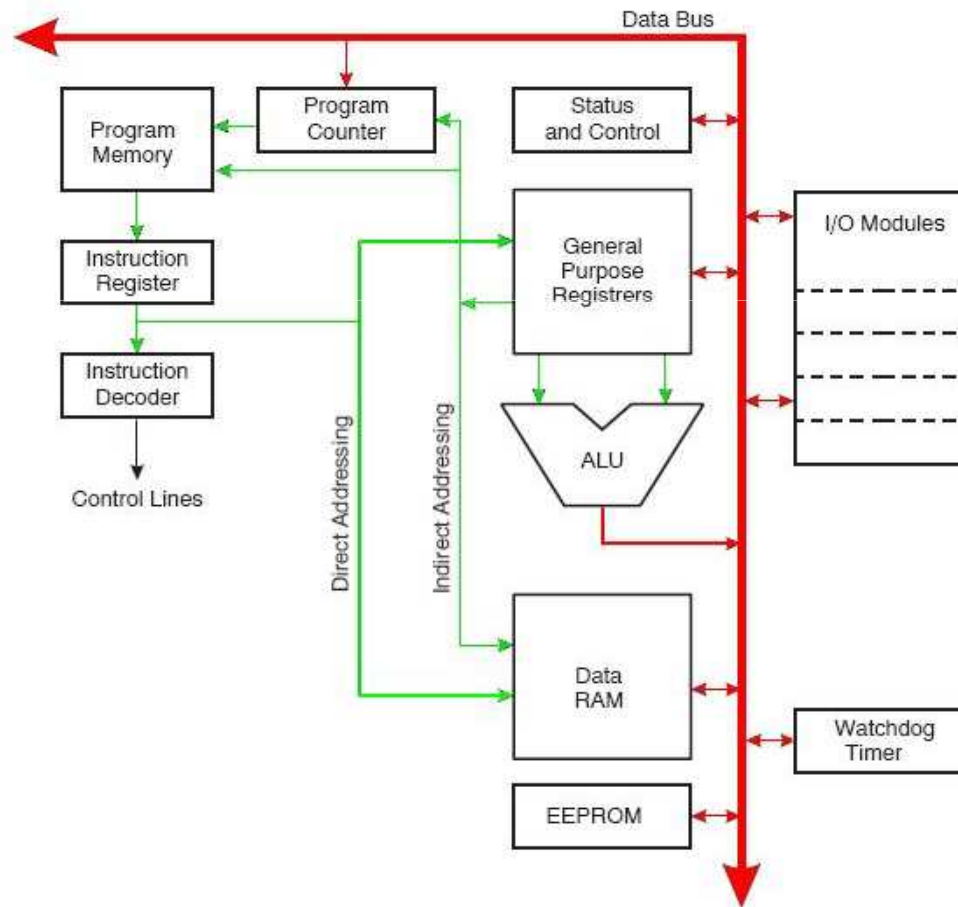 Data Bus
Program
Memory
Program
Counter
Status
and Control
I/O Modules
Instruction
Register
General
Purpose
Registrers
Instruction
Decoder
ALU
Control Lines
Direct Addressing
Indirect Addressing
Data
RAM
Watchdog
Timer
EEPROM